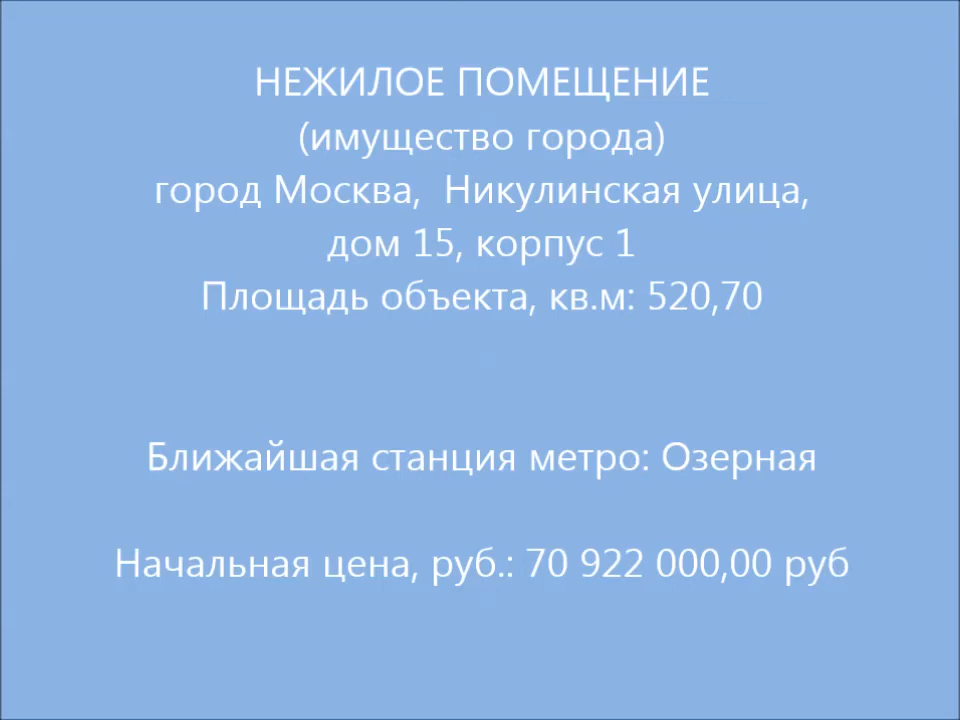 НЕЖИЛОЕ ПОМЕЩЕНИЕ
(имущество города)
город Москва,  Никулинская улица,
дом 15, корпус 1
Площадь объекта, кв.м: 520,70
Ближайшая станция метро: Озерная
Начальная цена, руб.: 70 922 000,00 руб